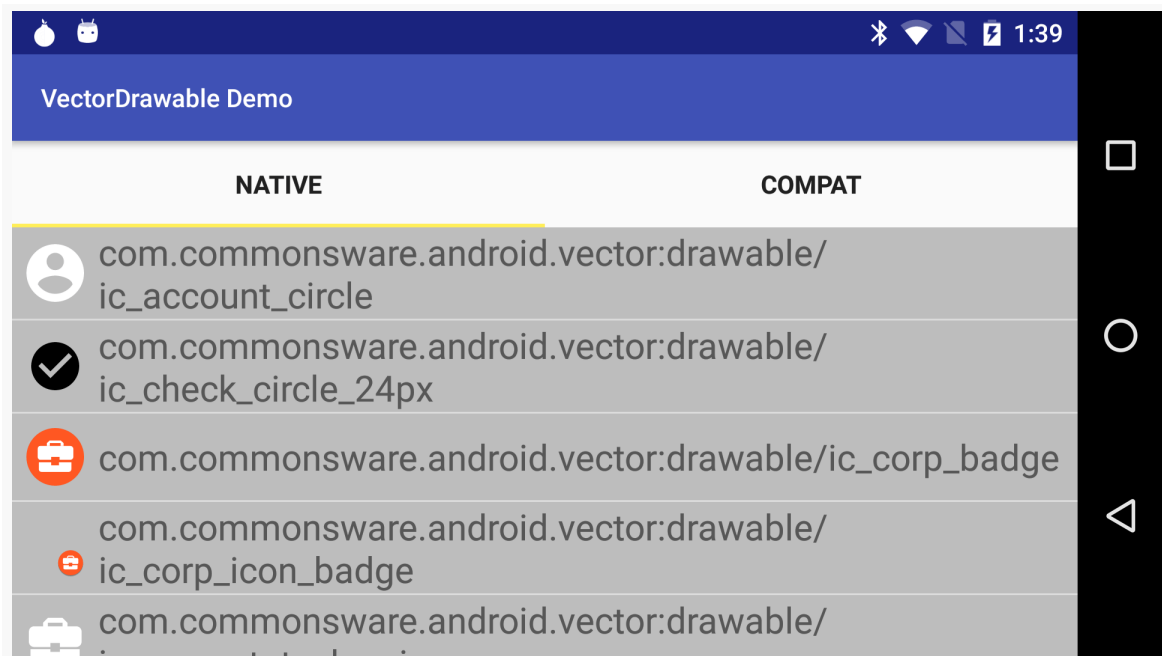 1:39
VectorDrawable Demo
NATIVE
COMPAT
com.commonsware.android.vector:drawable/
ic_account_circle
com.commonsware.android.vector:drawable/
ic_check_circle_24px
com.commonsware.android.vector:drawable/ic_corp_badge
com.commonsware.android.vector:drawable/
ic_corp_icon_badge
com.commonsware.android.vector:drawable/